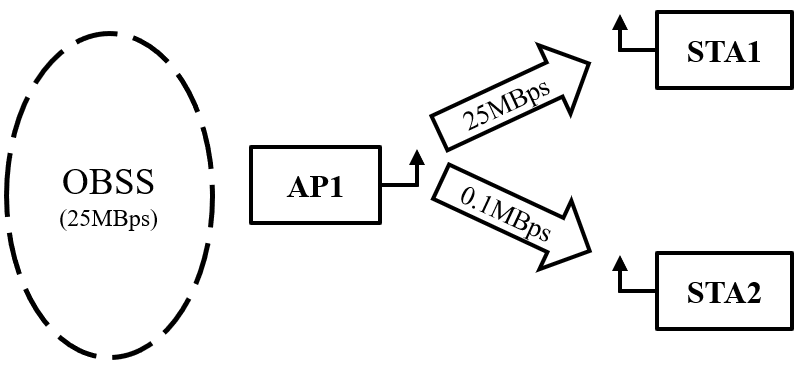 OBSS
(25MBps)
AP1
25MBps
0.1MBps
STA1
STA2